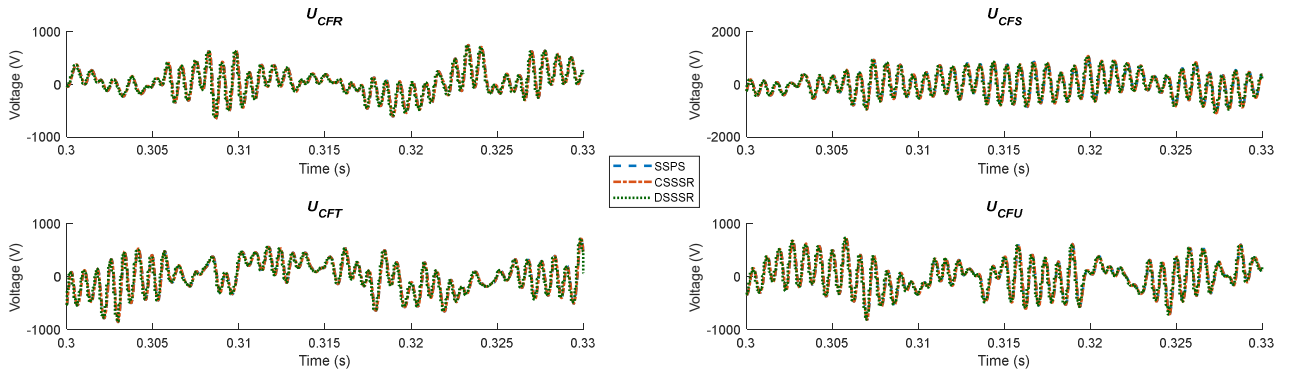 U_CFR
Voltage (V)
1000
0
-1000
0.3 0.305 0.31 0.315 0.32 0.325 0.33
Time (s)
U_CFS
Voltage (V)
2000
0
-2000
0.3 0.305 0.31 0.315 0.32 0.325 0.33
Time (s)
SSPS
CSSSR
DSSSR
U_CFT
Voltage (V)
1000
0
-1000
0.3 0.305 0.31 0.315 0.32 0.325 0.33
Time (s)
U_CFU
Voltage (V)
1000
0
-1000
0.3 0.305 0.31 0.315 0.32 0.325 0.33
Time (s)